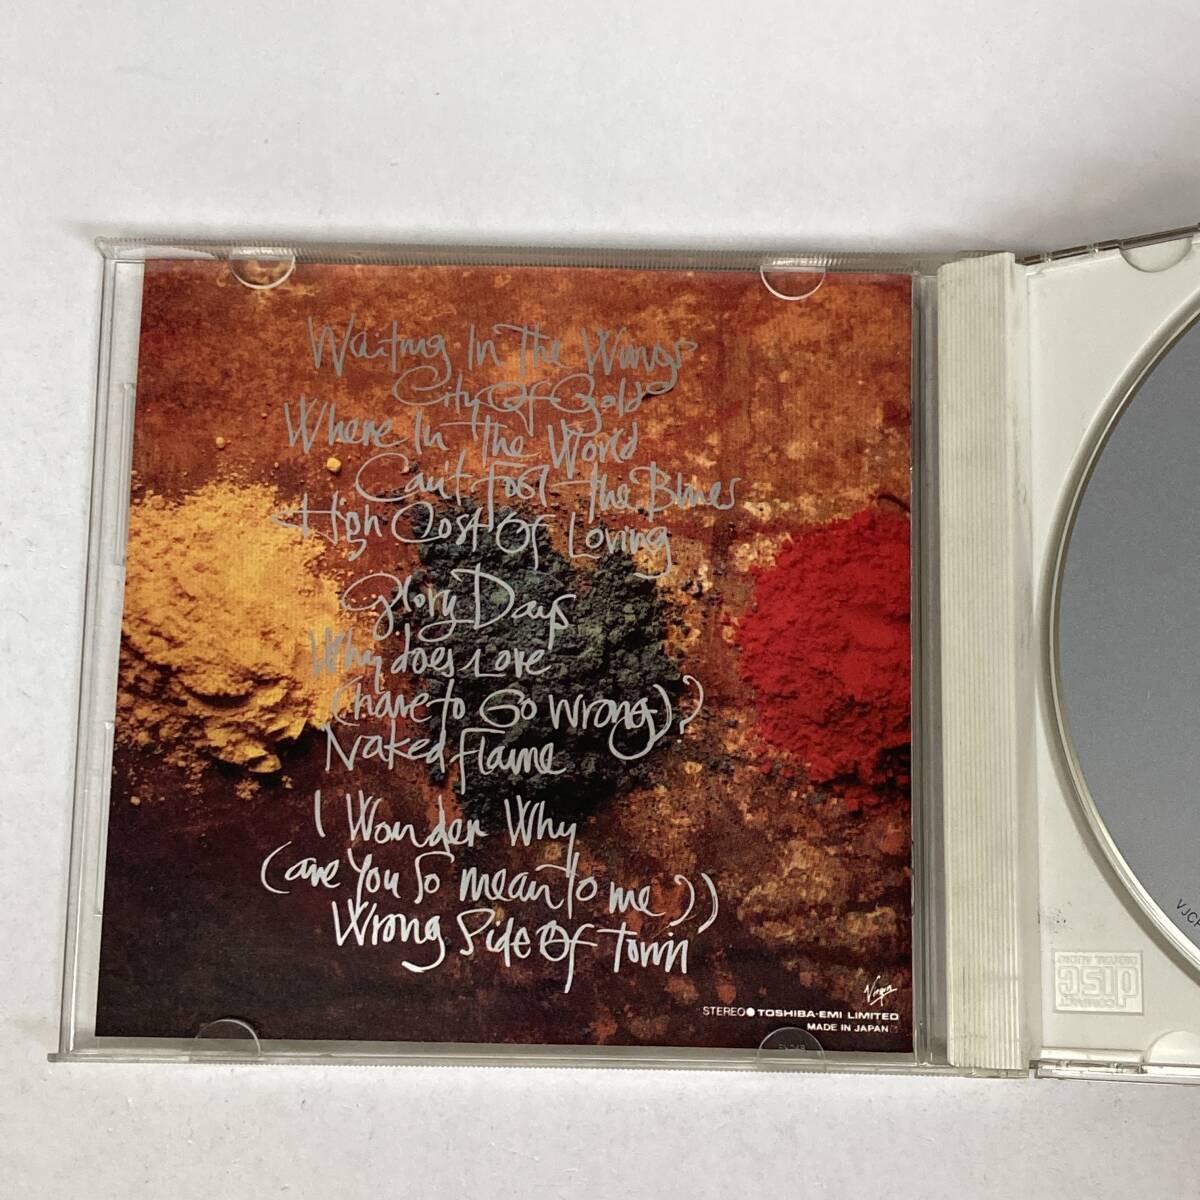 Waiting In The Wings
City Of Gold
Where In The World
Can't Fool The Blues
High Cost Of Loving
Glory Days
Why does Love
(have to Go wrong)?
Naked flame
I Wonder Why
(are You So mean to me?)
Wrong Side Of Town
Virgin
STEREO● TOSHIBA-EMI LIMITED
MADE IN JAPAN
COMPACT
disc
DIGITAL AUDIO